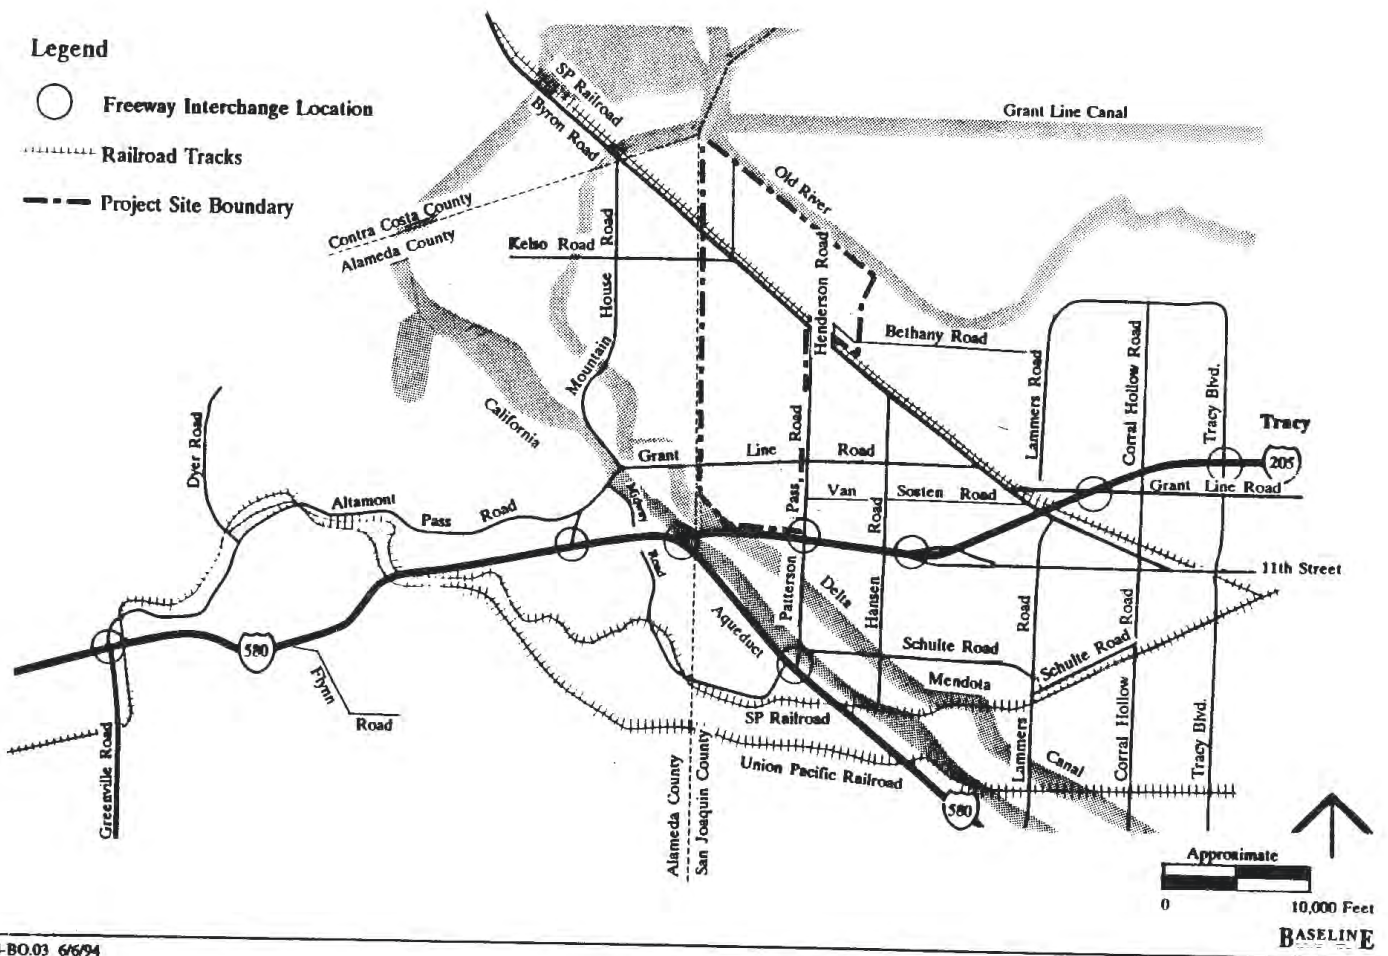 Legend
Freeway Interchange Location
Railroad Tracks
Project Site Boundary
SP Railroad
Byron Road
Grant Line Canal
Old River
Contra Costa County
Alameda County
Kelso Road
Mountain House Road
Henderson Road
Bethany Road
Lammers Road
Corral Hollow Road
Tracy Blvd.
Tracy
205
Dyer Road
California
Grant Line Road
Grant Line Road
Van Sosten Road
Altamont Pass Road
Midway Road
Patterson Pass Road
Hansen Road
11th Street
Delta
Aqueduct
Schulte Road
Schulte Road
Mendota
Canal
580
Flynn Road
Greenville Road
SP Railroad
Union Pacific Railroad
Alameda County
San Joaquin County
Lammers Road
Corral Hollow Road
Tracy Blvd.
580
Approximate
0 10,000 Feet
BASELINE
-BO.03 6/6/94